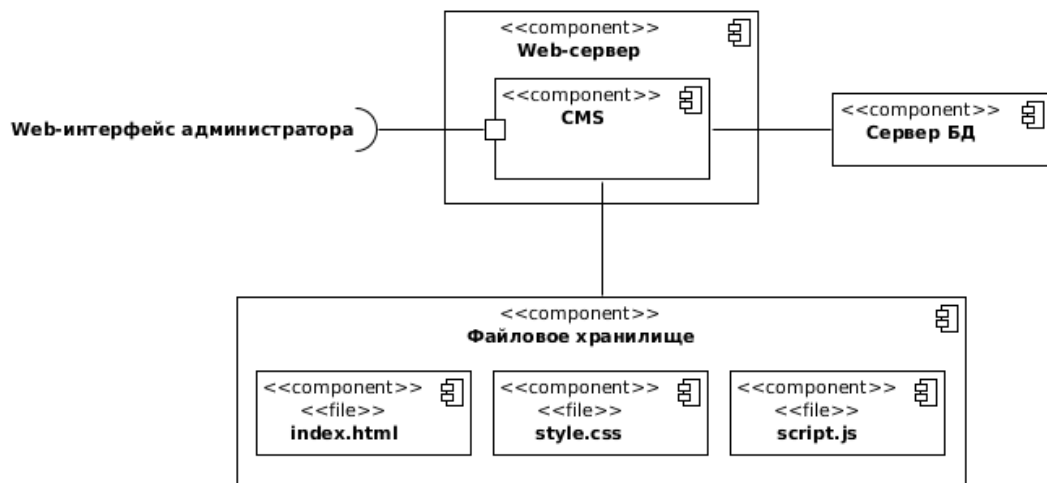 <<component>>
Web-сервер
<<component>>
CMS
Web-интерфейс администратора
<<component>>
Сервер БД
<<component>>
Файловое хранилище
<<component>>
<<file>>
index.html
<<component>>
<<file>>
style.css
<<component>>
<<file>>
script.js